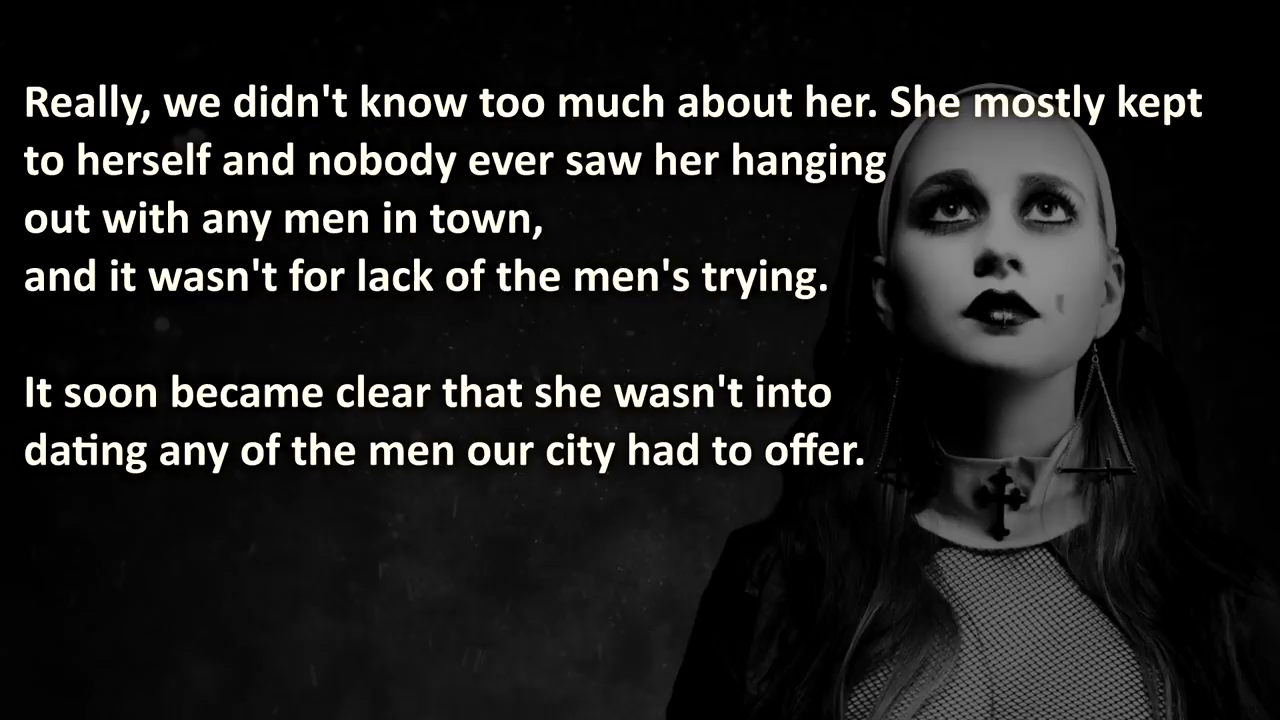 Really, we didn't know too much about her. She mostly kept
to herself and nobody ever saw her hanging
out with any men in town,
and it wasn't for lack of the men's trying.
It soon became clear that she wasn't into
dating any of the men our city had to offer.